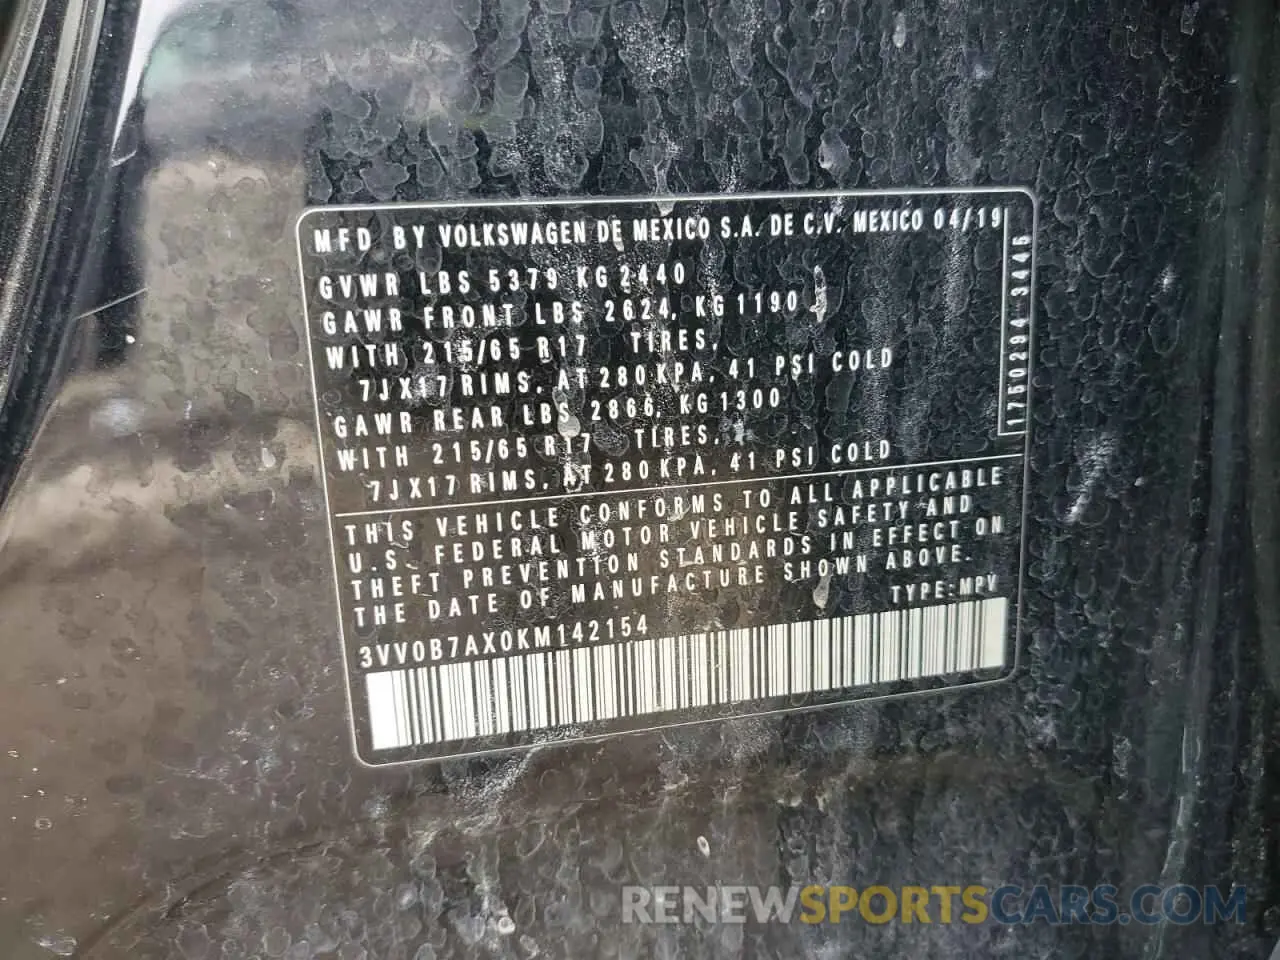 MFD BY VOLKSWAGEN DE MEXICO S.A. DE C.V. MEXICO 04/19
GVWR LBS 5379 KG 2440
GAWR FRONT LBS 2624, KG 1190
WITH 215/65 R17 TIRES,
7JX17 RIMS, AT 280 KPA, 41 PSI COLD
GAWR REAR LBS 2866, KG 1300
WITH 215/65 R17 TIRES,
7JX17 RIMS, AT 280 KPA, 41 PSI COLD
1750294 3445
THIS VEHICLE CONFORMS TO ALL APPLICABLE
U.S. FEDERAL MOTOR VEHICLE SAFETY AND
THEFT PREVENTION STANDARDS IN EFFECT ON
THE DATE OF MANUFACTURE SHOWN ABOVE.
TYPE:MPV
3VV0B7AX0KM142154
RENEWSPORTSCARS.COM